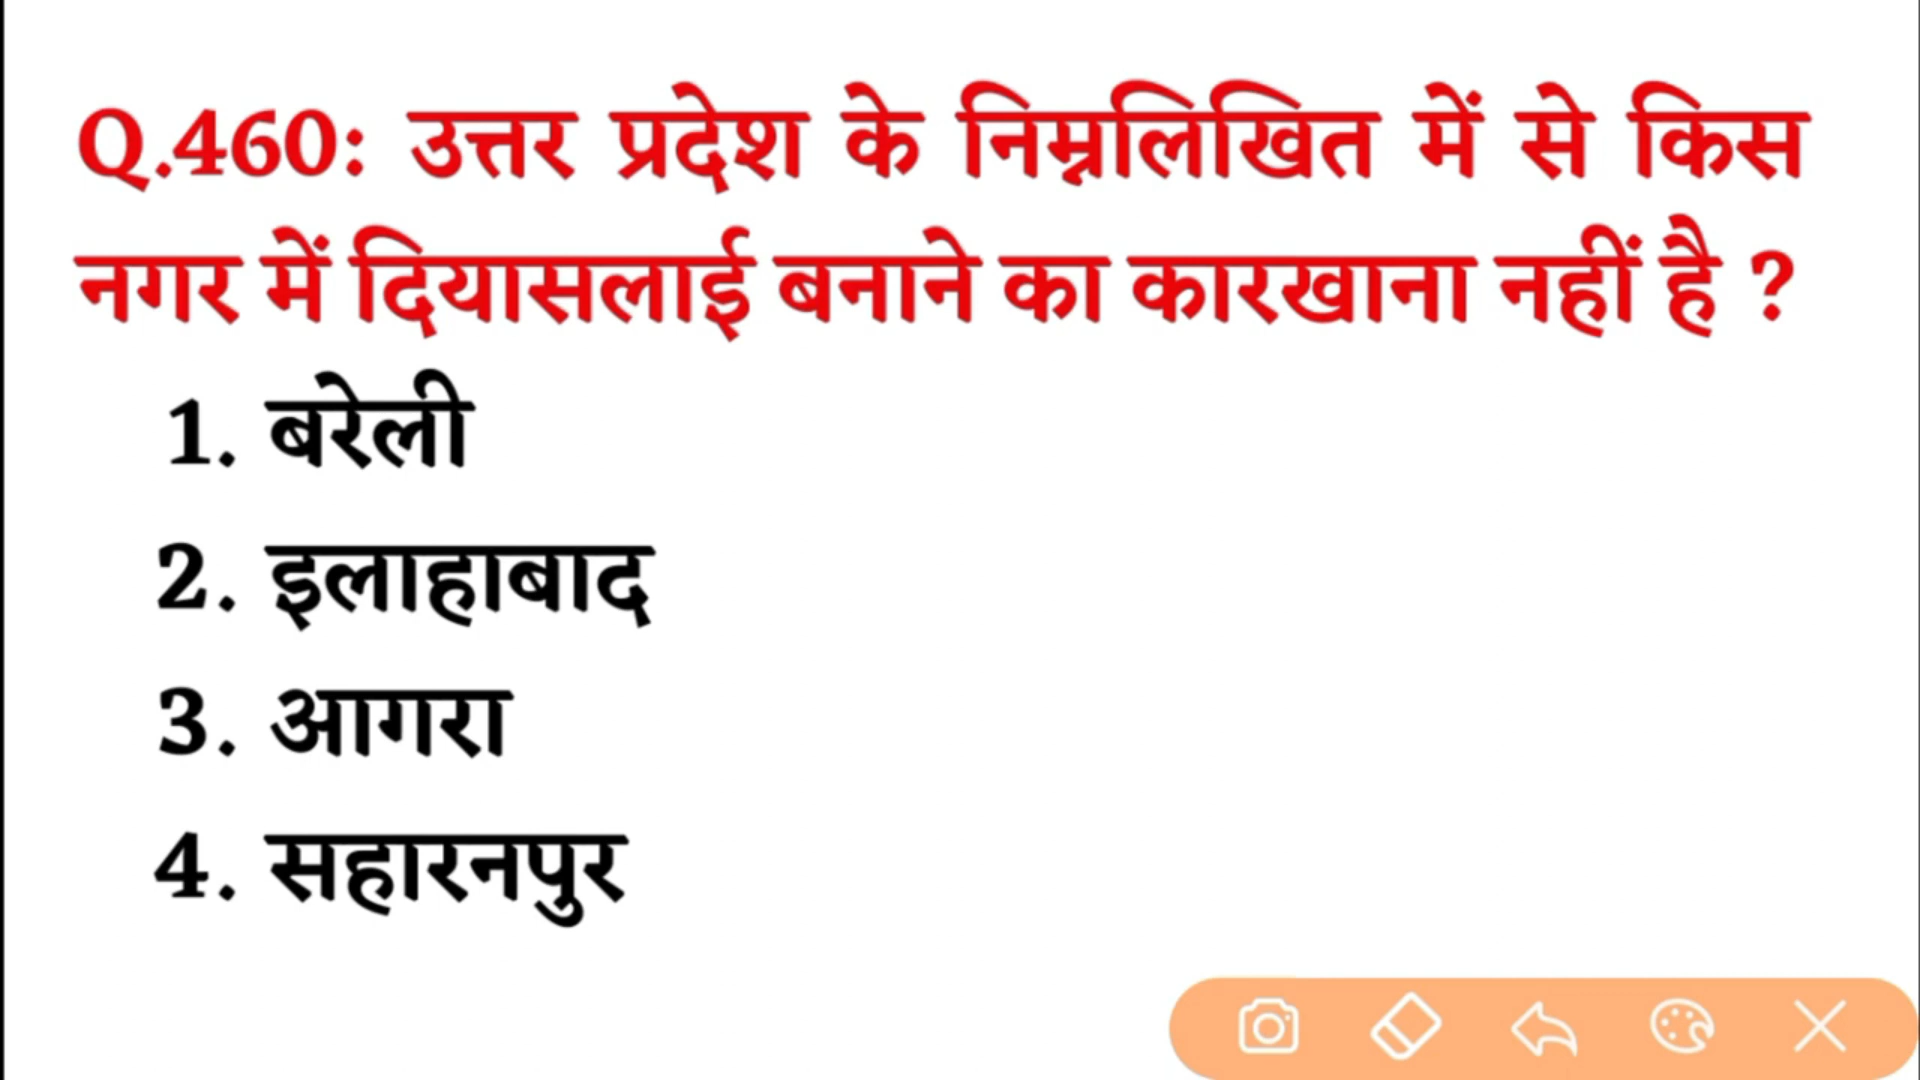 Q.460: उत्तर प्रदेश के निम्नलिखित में से किस
नगर में दियासलाई बनाने का कारखाना नहीं है ?
1. बरेली
2. इलाहाबाद
3. आगरा
4. सहारनपुर